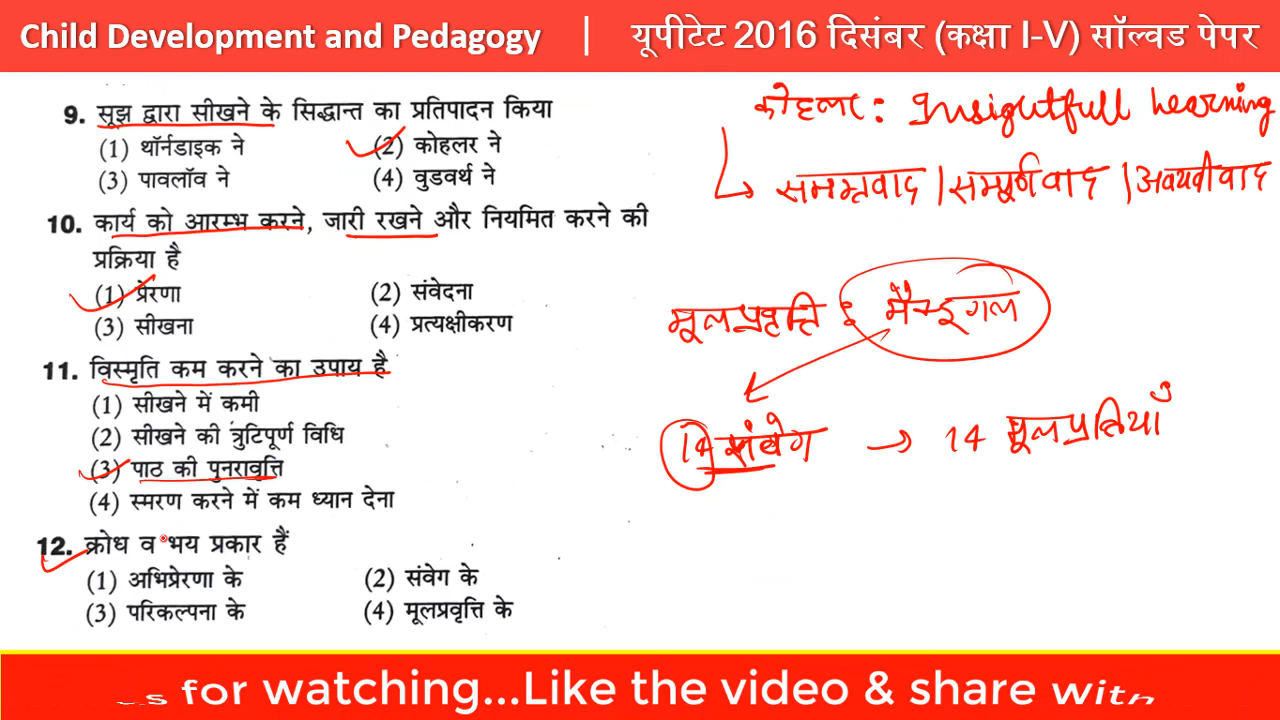 Child Development and Pedagogy | यूपीटेट 2016 दिसंबर (कक्षा I-V) सॉल्वड पेपर
9. सूझ द्वारा सीखने के सिद्धान्त का प्रतिपादन किया
(1) थॉर्नडाइक ने (2) कोहलर ने
(3) पावलॉव ने (4) वुडवर्थ ने
10. कार्य को आरम्भ करने, जारी रखने और नियमित करने की
प्रक्रिया है
(1) प्रेरणा (2) संवेदना
(3) सीखना (4) प्रत्यक्षीकरण
11. विस्मृति कम करने का उपाय है
(1) सीखने में कमी
(2) सीखने की त्रुटिपूर्ण विधि
(3) पाठ की पुनरावृत्ति
(4) स्मरण करने में कम ध्यान देना
12. क्रोध व भय प्रकार हैं
(1) अभिप्रेरणा के (2) संवेग के
(3) परिकल्पना के (4) मूलप्रवृत्ति के
कोहलर : Insightfull Learning
समग्रवाद | सम्पूर्णवाद | अवयवीवाद
मूलप्रवृत्ति : मैक्डूगल
14 संवेग → 14 मूलप्रतियाँ
for watching...Like the video & share with